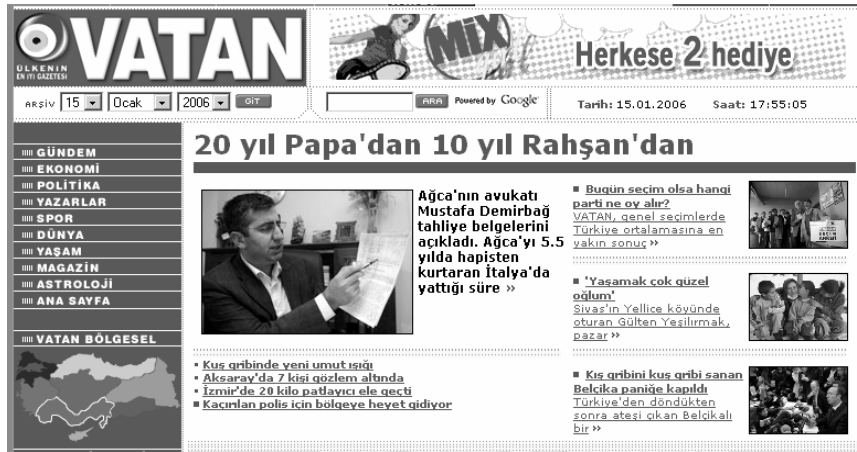 VATAN
ÜLKENİN
EN İYİ GAZETESİ
MİX
Herkese 2 hediye
ARŞİV 15 Ocak 2006 GİT
ARA Powered by Google
Tarih: 15.01.2006 Saat: 17:55:05
GÜNDEM
EKONOMİ
POLİTİKA
YAZARLAR
SPOR
DÜNYA
YAŞAM
MAGAZİN
ASTROLOJİ
ANA SAYFA
VATAN BÖLGESEL
20 yıl Papa'dan 10 yıl Rahşan'dan
Ağca'nın avukatı
Mustafa Demirbağ
tahliye belgelerini
açıkladı. Ağca'yı 5.5
yılda hapisten
kurtaran İtalya'da
yattığı süre »
Kuş gribinde yeni umut ışığı
Aksaray'da 7 kişi gözlem altında
İzmir'de 20 kilo patlayıcı ele geçti
Kaçırılan polis için bölgeye heyet gidiyor
Bugün seçim olsa hangi
parti ne oy alır?
VATAN, genel seçimlerde
Türkiye ortalamasına en
yakın sonuç »
'Yaşamak çok güzel
oğlum'
Sivas'ın Yellice köyünde
oturan Gülten Yeşilırmak,
pazar »
Kış gribini kuş gribi sanan
Belçika paniğe kapıldı
Türkiye'den döndükten
sonra ateşi çıkan Belçikalı
bir »